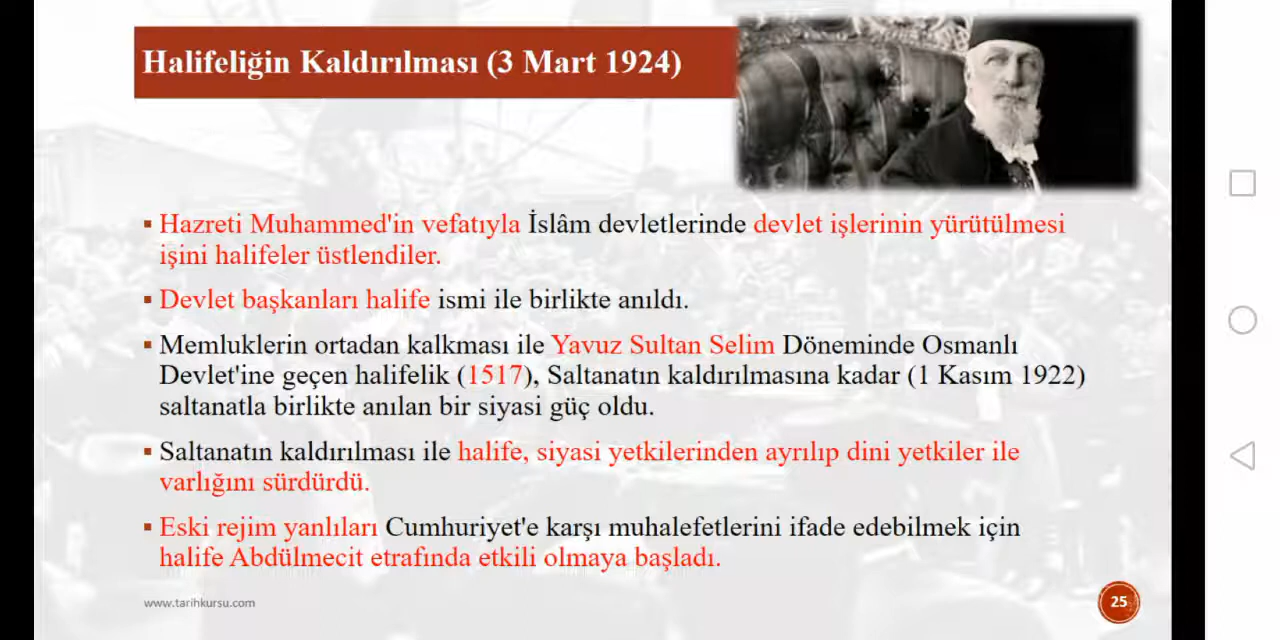 Halifeliğin Kaldırılması (3 Mart 1924)
▪ Hazreti Muhammed'in vefatıyla İslâm devletlerinde devlet işlerinin yürütülmesi
işini halifeler üstlendiler.
▪ Devlet başkanları halife ismi ile birlikte anıldı.
▪ Memluklerin ortadan kalkması ile Yavuz Sultan Selim Döneminde Osmanlı
Devlet'ine geçen halifelik (1517), Saltanatın kaldırılmasına kadar (1 Kasım 1922)
saltanatla birlikte anılan bir siyasi güç oldu.
▪ Saltanatın kaldırılması ile halife, siyasi yetkilerinden ayrılıp dini yetkiler ile
varlığını sürdürdü.
▪ Eski rejim yanlıları Cumhuriyet'e karşı muhalefetlerini ifade edebilmek için
halife Abdülmecit etrafında etkili olmaya başladı.
www.tarihkursu.com
25